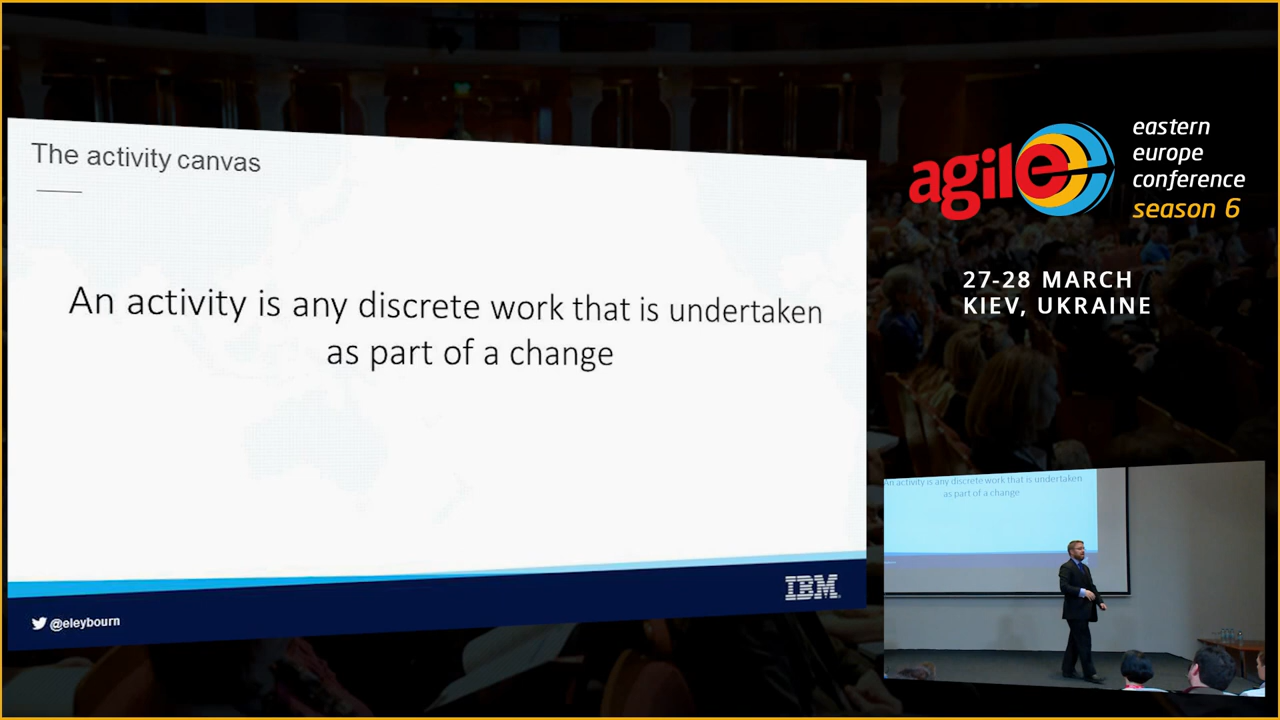 The activity canvas
An activity is any discrete work that is undertaken
as part of a change
@eleybourn
IBM
agile
eastern
europe
conference
season 6
27-28 MARCH
KIEV, UKRAINE
An activity is any discrete work that is undertaken
as part of a change